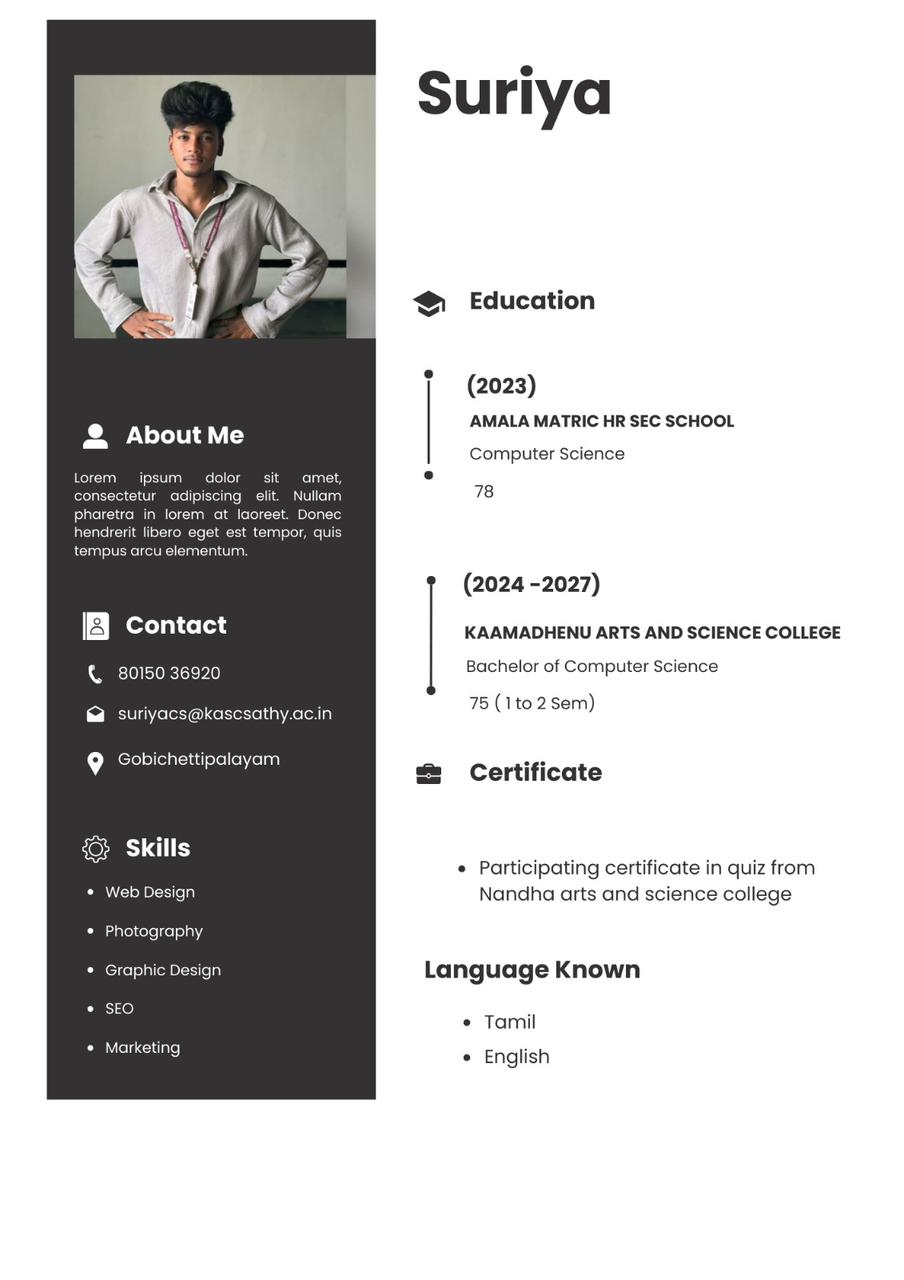 Suriya
About Me
Lorem ipsum dolor sit amet,
consectetur adipiscing elit. Nullam
pharetra in lorem at laoreet. Donec
hendrerit libero eget est tempor, quis
tempus arcu elementum.
Contact
80150 36920
suriyacs@kascsathy.ac.in
Gobichettipalayam
Skills
• Web Design
• Photography
• Graphic Design
• SEO
• Marketing
Education
(2023)
AMALA MATRIC HR SEC SCHOOL
Computer Science
78
(2024 -2027)
KAAMADHENU ARTS AND SCIENCE COLLEGE
Bachelor of Computer Science
75 ( 1 to 2 Sem)
Certificate
• Participating certificate in quiz from
Nandha arts and science college
Language Known
• Tamil
• English